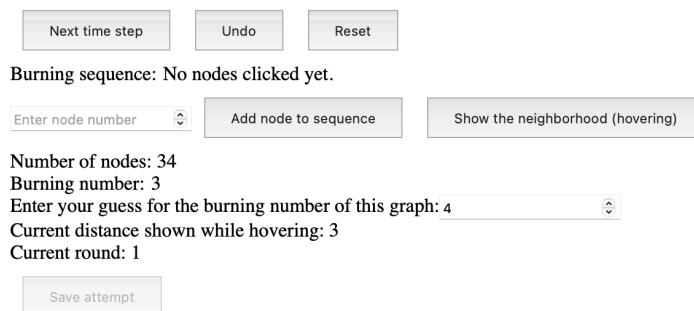 Next time step Undo Reset
Burning sequence: No nodes clicked yet.
Enter node number Add node to sequence Show the neighborhood (hovering)
Number of nodes: 34
Burning number: 3
Enter your guess for the burning number of this graph: 4
Current distance shown while hovering: 3
Current round: 1
Save attempt